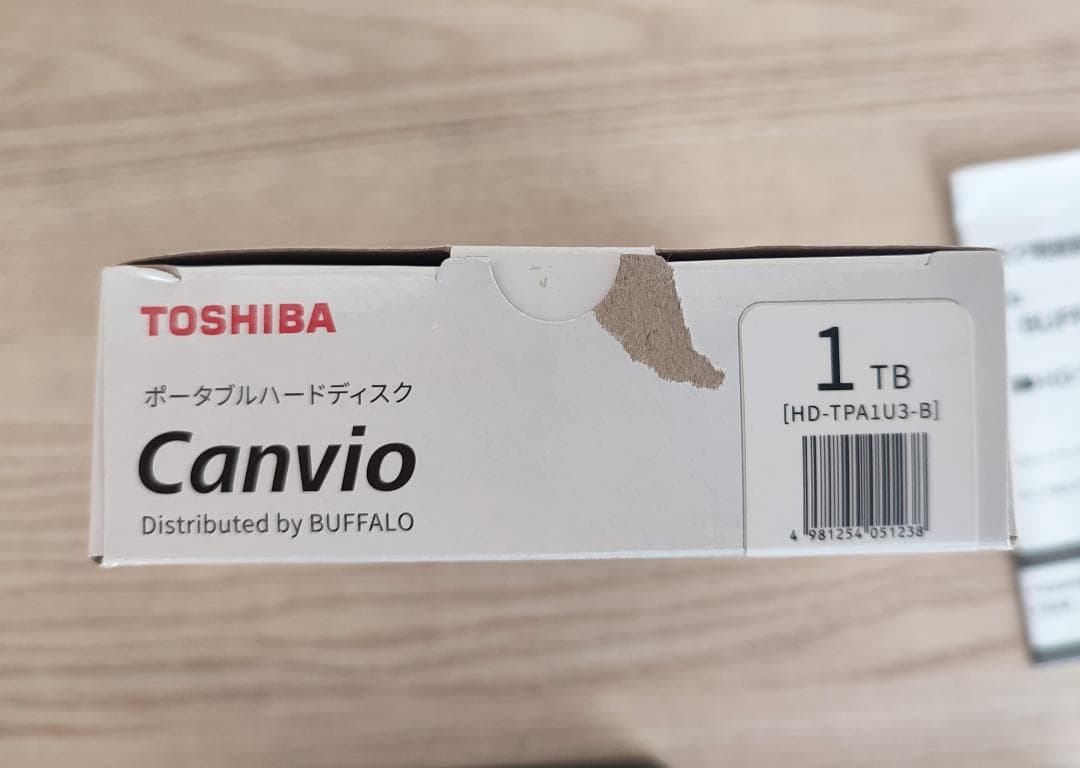 TOSHIBA
ポータブルハードディスク
Canvio
Distributed by BUFFALO
1 TB
[HD-TPA1U3-B]
4 981254 051238